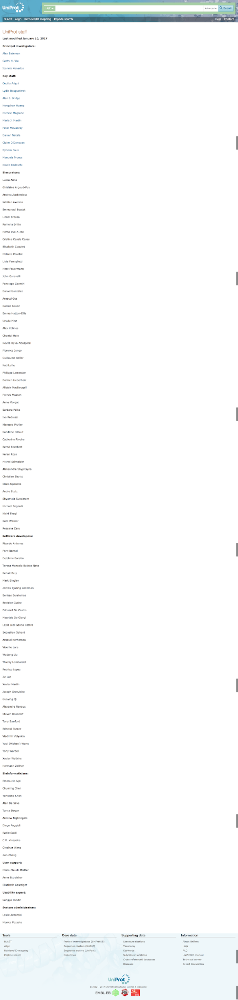 UniProt
Help
Advanced
Search
BLAST Align Retrieve/ID mapping Peptide search Help Contact
UniProt staff
Last modified January 10, 2017
Principal investigators:
Alex Bateman
Cathy H. Wu
Ioannis Xenarios
Key staff:
Cecilia Arighi
Lydie Bougueleret
Alan J. Bridge
Hongzhan Huang
Michele Magrane
Maria J. Martin
Peter McGarvey
Darren Natale
Claire O'Donovan
Sylvain Poux
Manuela Pruess
Nicole Redaschi
Biocurators:
Lucila Aimo
Ghislaine Argoud-Puy
Andrea Auchincloss
Kristian Axelsen
Emmanuel Boutet
Lionel Breuza
Ramona Britto
Hema Bye-A-Jee
Cristina Casals Casas
Elisabeth Coudert
Melanie Courtot
Livia Famiglietti
Marc Feuermann
John Garavelli
Penelope Garmiri
Daniel Gonzalez
Arnaud Gos
Nadine Gruaz
Emma Hatton-Ellis
Ursula Hinz
Alex Holmes
Chantal Hulo
Nevila Hyka-Nouspikel
Florence Jungo
Guillaume Keller
Kati Laiho
Philippe Lemercier
Damien Lieberherr
Alistair MacDougall
Patrick Masson
Anne Morgat
Barbara Palka
Ivo Pedruzzi
Klemens Pichler
Sandrine Pilbout
Catherine Rivoire
Bernd Roechert
Karen Ross
Michel Schneider
Aleksandra Shypitsyna
Christian Sigrist
Elena Speretta
Andre Stutz
Shyamala Sundaram
Michael Tognolli
Nidhi Tyagi
Kate Warner
Rossana Zaru
Software developers:
Ricardo Antunes
Parit Bansal
Delphine Baratin
Teresa Manuela Batista Neto
Benoit Bely
Mark Bingley
Jerven Tjalling Bolleman
Borisas Bursteinas
Beatrice Cuche
Edouard De Castro
Maurizio De Giorgi
Leyla Jael Garcia Castro
Sebastien Gehant
Arnaud Kerhornou
Vicente Lara
Wudong Liu
Thierry Lombardot
Rodrigo Lopez
Jie Luo
Xavier Martin
Joseph Onwubiko
Guoying Qi
Alexandre Renaux
Steven Rosanoff
Tony Sawford
Edward Turner
Vladimir Volynkin
Yuqi (Michael) Wang
Tony Wardell
Xavier Watkins
Hermann Zellner
Bioinformaticians:
Emanuele Alpi
Chuming Chen
Yongxing Chen
Alan Da Silva
Tunca Dogan
Andrew Nightingale
Diego Poggioli
Rabie Saidi
C.R. Vinayaka
Qinghua Wang
Jian Zhang
User support:
Marie-Claude Blatter
Anne Estreicher
Elisabeth Gasteiger
Usability expert:
Sangya Pundir
System administrators:
Leslie Arminski
Monica Pozzato
Tools
BLAST
Align
Retrieve/ID mapping
Peptide search
Core data
Protein knowledgebase (UniProtKB)
Sequence clusters (UniRef)
Sequence archive (UniParc)
Proteomes
Supporting data
Literature citations
Taxonomy
Keywords
Subcellular locations
Cross-referenced databases
Diseases
Information
About UniProt
Help
FAQ
UniProtKB manual
Technical corner
Expert biocuration
UniProt
© 2002 – 2017 UniProt Consortium | License & Disclaimer
EMBL-EBI PIR SIB